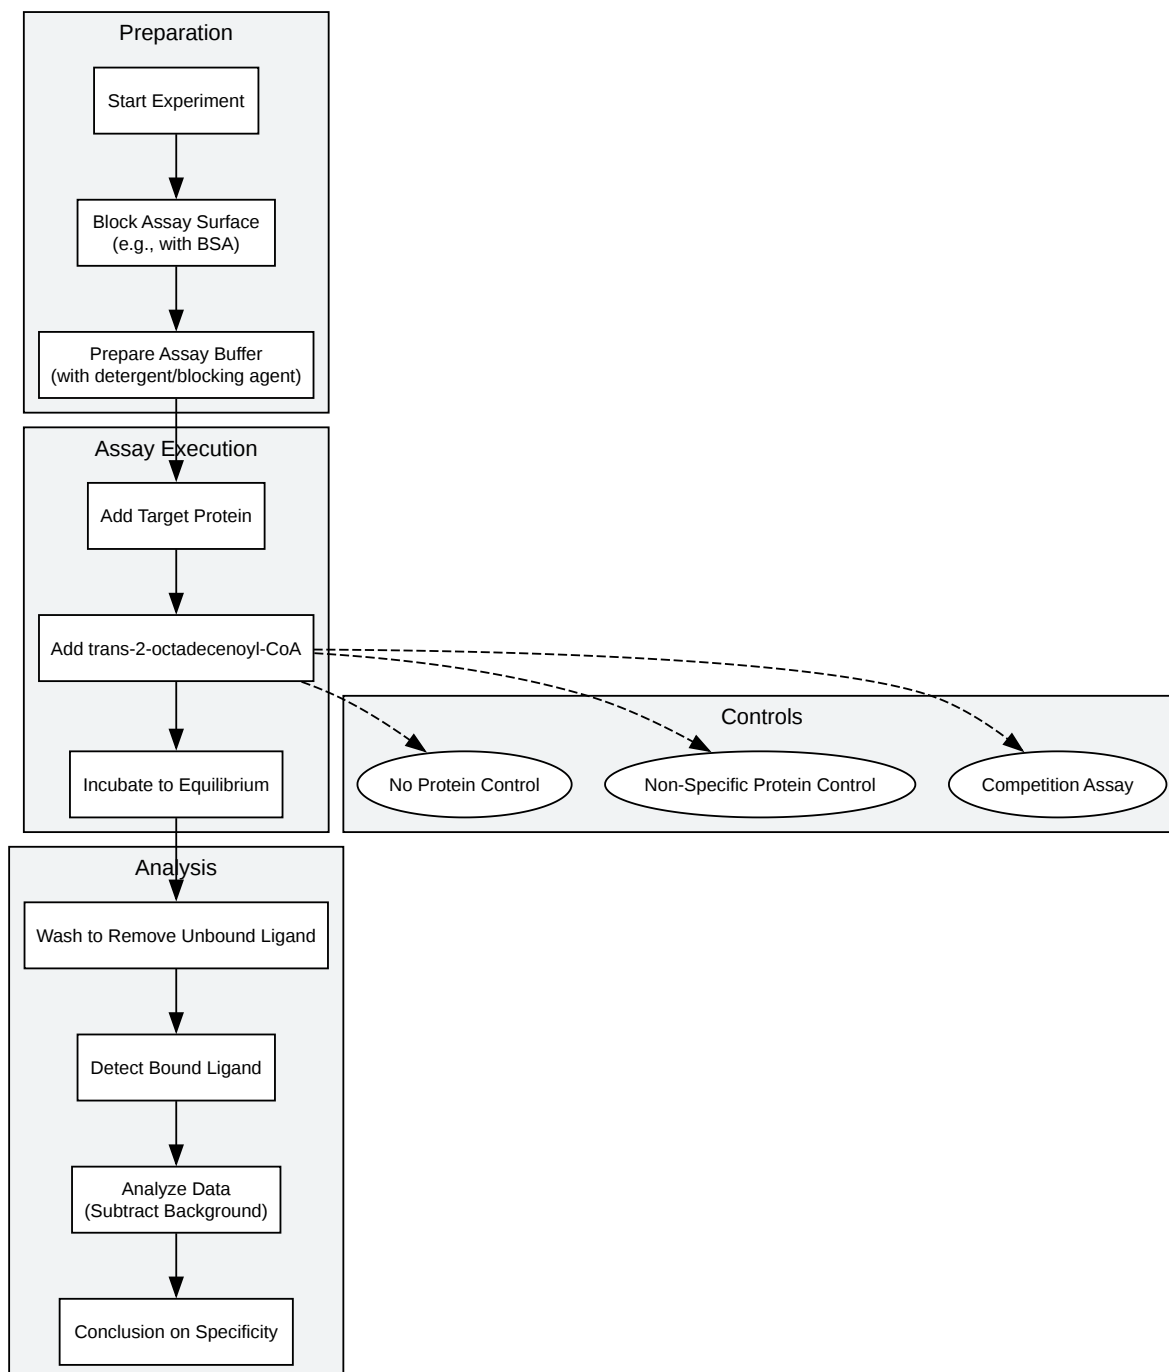 Preparation
Start Experiment
Block Assay Surface
(e.g., with BSA)
Prepare Assay Buffer
(with detergent/blocking agent)
Assay Execution
Add Target Protein
Add trans-2-octadecenoyl-CoA
Incubate to Equilibrium
Controls
No Protein Control
Non-Specific Protein Control
Competition Assay
Analysis
Wash to Remove Unbound Ligand
Detect Bound Ligand
Analyze Data
(Subtract Background)
Conclusion on Specificity